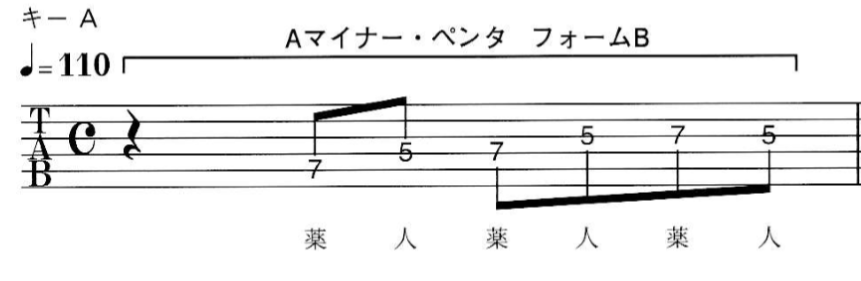 キー A
Aマイナー・ペンタ フォームB
♩=110
T
A
B
C
7 5 7 5 7 5
薬 人 薬 人 薬 人